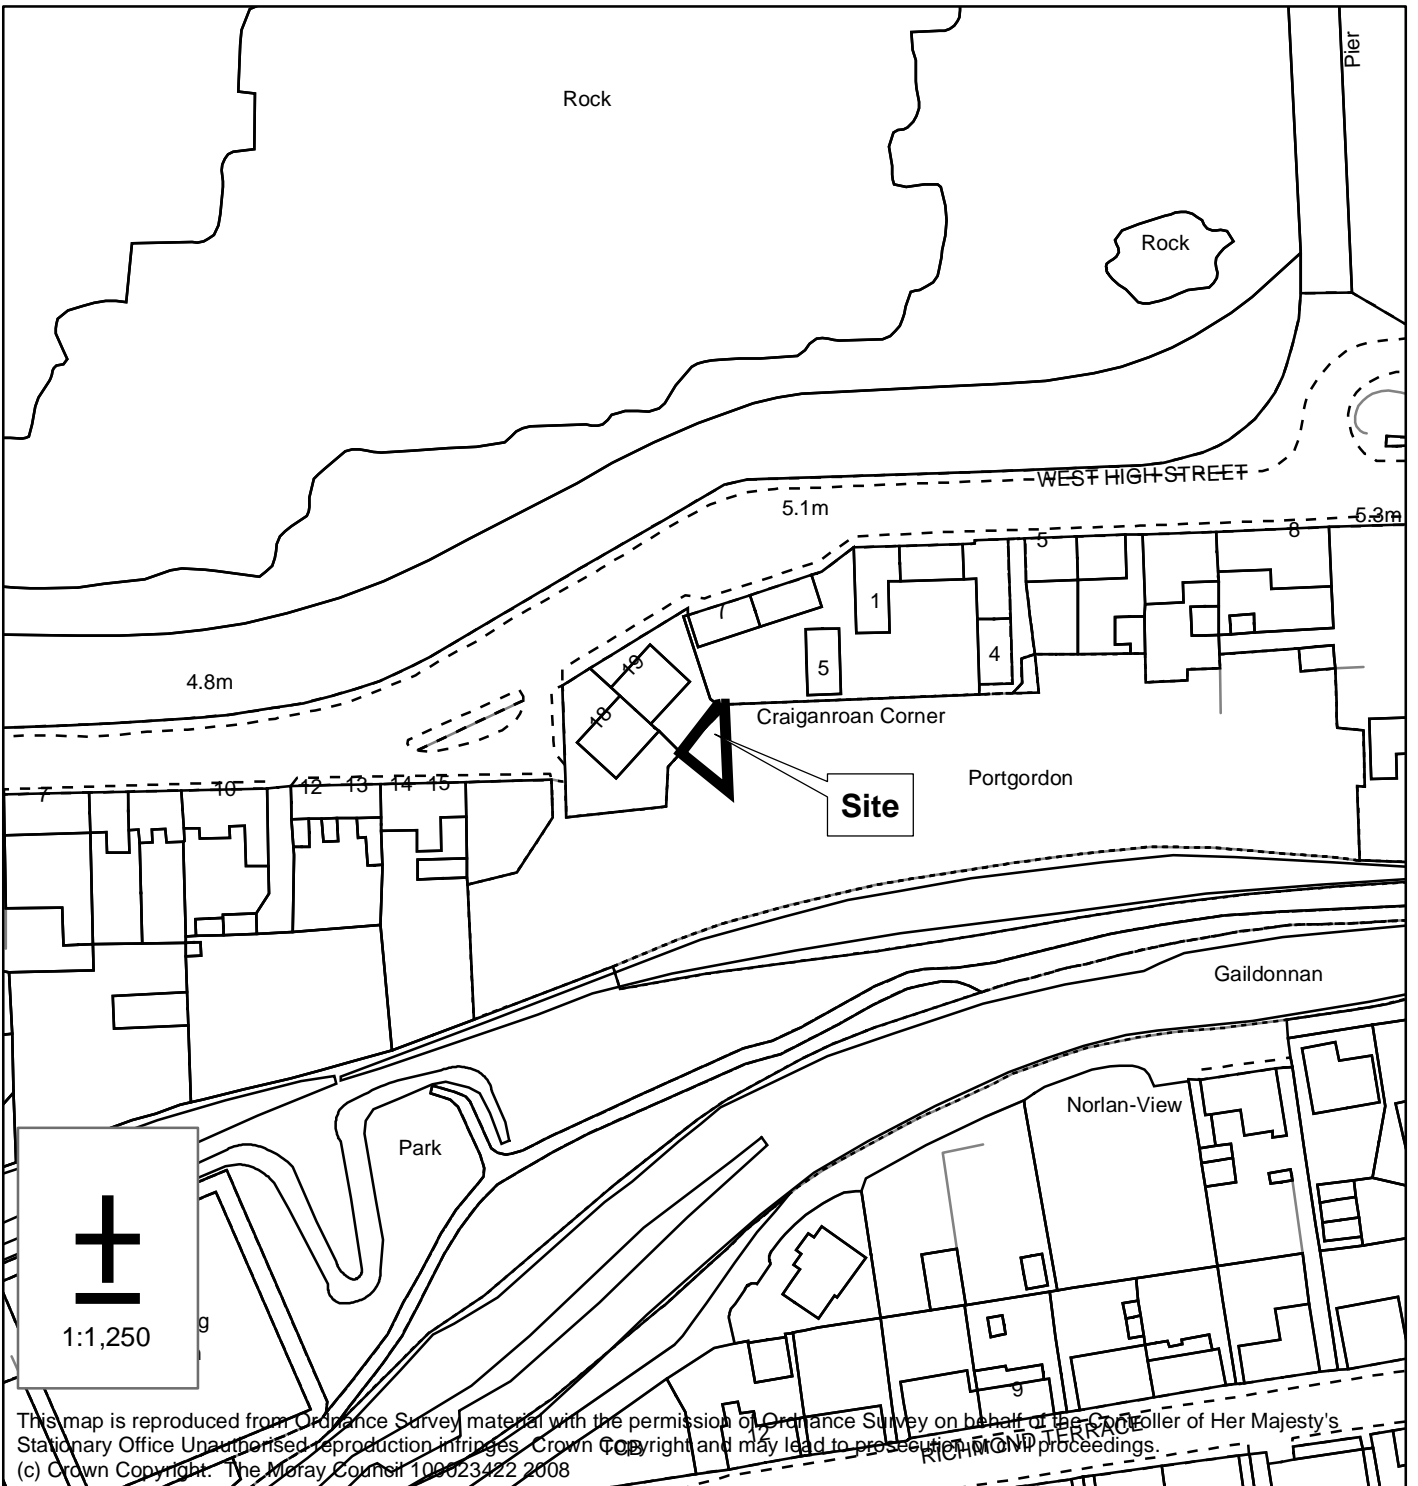 Pier
Rock
Rock
WEST HIGH STREET
5.1m
5.3m
8
5
1
7
19
5
4
4.8m
18
Craiganroan Corner
Portgordon
Site
7
10
12
13
14
15
Gaildonnan
Norlan-View
Park
±
1:1,250
g
9
12
TCB
RICHMOND TERRACE
This map is reproduced from Ordnance Survey material with the permission of Ordnance Survey on behalf of the Controller of Her Majesty's
Stationary Office Unauthorised reproduction infringes Crown Copyright and may lead to prosecution or civil proceedings.
(c) Crown Copyright. The Moray Council 100023422 2008